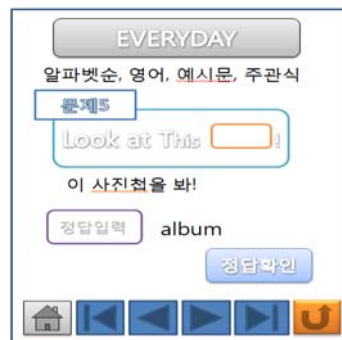 EVERYDAY
알파벳순, 영어, 예시문, 주관식
문제5
Look at This !
이 사진첩을 봐!
정답입력 album
정답확인